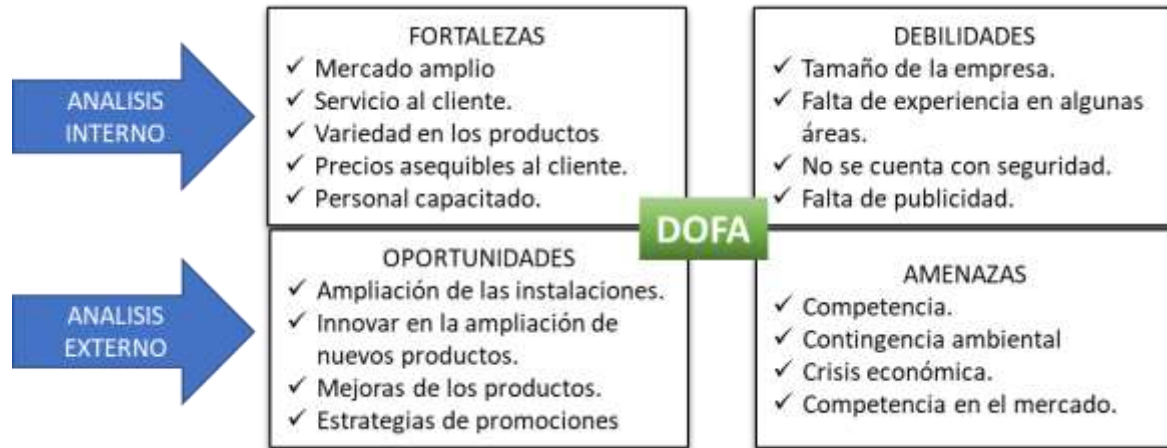 ANALISIS
INTERNO
FORTALEZAS
✓ Mercado amplio
✓ Servicio al cliente.
✓ Variedad en los productos
✓ Precios asequibles al cliente.
✓ Personal capacitado.
DEBILIDADES
✓ Tamaño de la empresa.
✓ Falta de experiencia en algunas
áreas.
✓ No se cuenta con seguridad.
✓ Falta de publicidad.
DOFA
ANALISIS
EXTERNO
OPORTUNIDADES
✓ Ampliación de las instalaciones.
✓ Innovar en la ampliación de
nuevos productos.
✓ Mejoras de los productos.
✓ Estrategias de promociones
AMENAZAS
✓ Competencia.
✓ Contingencia ambiental
✓ Crisis económica.
✓ Competencia en el mercado.